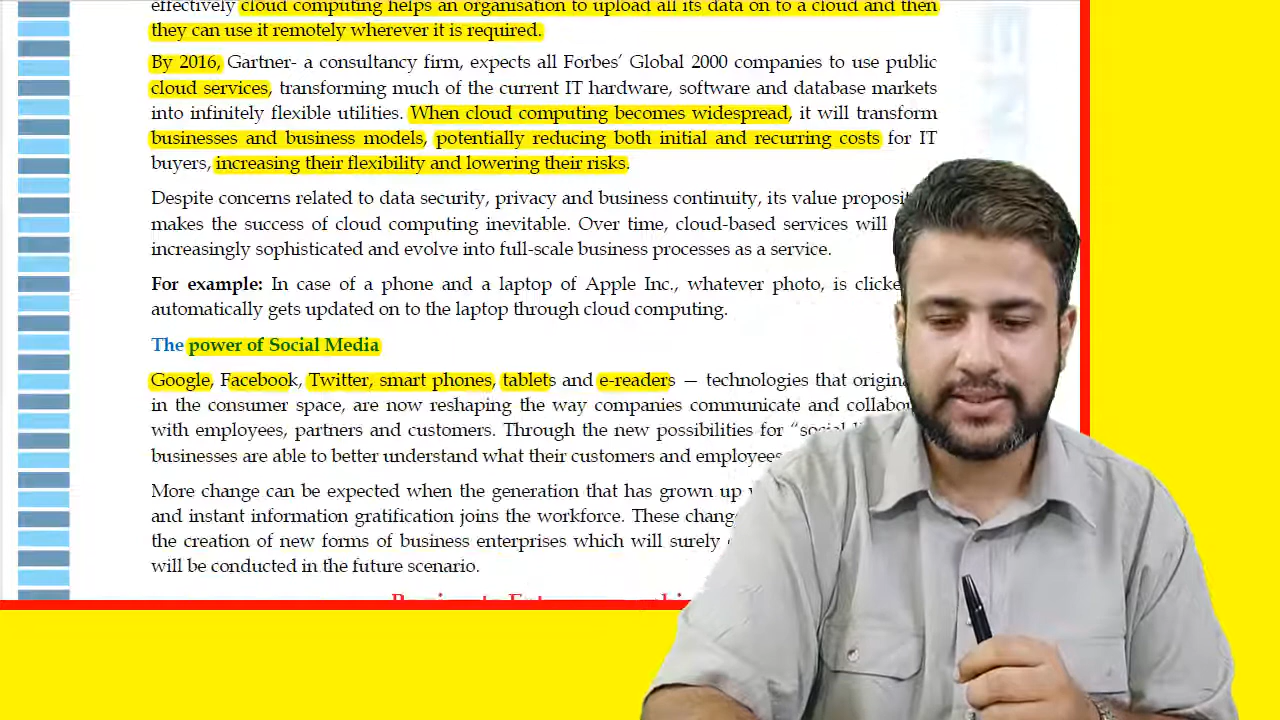 effectively cloud computing helps an organisation to upload all its data on to a cloud and then
they can use it remotely wherever it is required.
By 2016, Gartner- a consultancy firm, expects all Forbes’ Global 2000 companies to use public
cloud services, transforming much of the current IT hardware, software and database markets
into infinitely flexible utilities. When cloud computing becomes widespread, it will transform
businesses and business models, potentially reducing both initial and recurring costs for IT
buyers, increasing their flexibility and lowering their risks.
Despite concerns related to data security, privacy and business continuity, its value
makes the success of cloud computing inevitable. Over time, cloud-based services will
increasingly sophisticated and evolve into full-scale business processes as a service.
For example: In case of a phone and a laptop of Apple Inc., whatever photo, is
automatically gets updated on to the laptop through cloud computing.
The power of Social Media
Google, Facebook, Twitter, smart phones, tablets and e-readers — technologies that
in the consumer space, are now reshaping the way companies communicate and
with employees, partners and customers. Through the new possibilities for
businesses are able to better understand what their customers and employees
More change can be expected when the generation that has grown up
and instant information gratification joins the workforce. These
the creation of new forms of business enterprises which will surely
will be conducted in the future scenario.